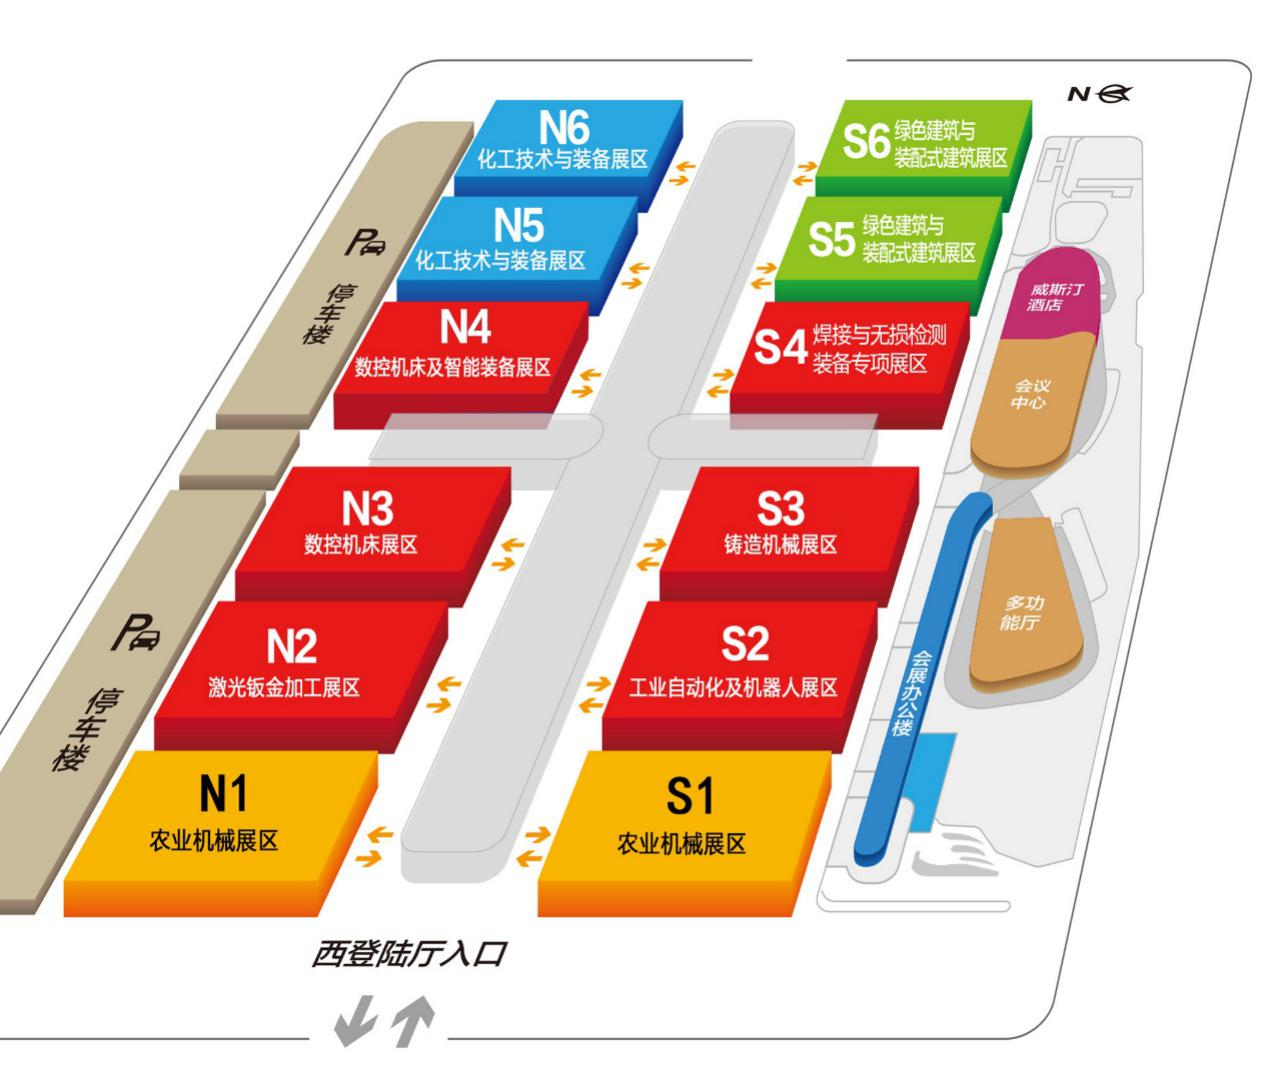 N
N6
化工技术与装备展区
S6
绿色建筑与
装配式建筑展区
N5
化工技术与装备展区
S5
绿色建筑与
装配式建筑展区
P
停车楼
威斯汀
酒店
N4
数控机床及智能装备展区
S4
焊接与无损检测
装备专项展区
会议
中心
N3
数控机床展区
S3
铸造机械展区
P
停车楼
N2
激光钣金加工展区
S2
工业自动化及机器人展区
多功
能厅
会展办公楼
N1
农业机械展区
S1
农业机械展区
西登陆厅入口